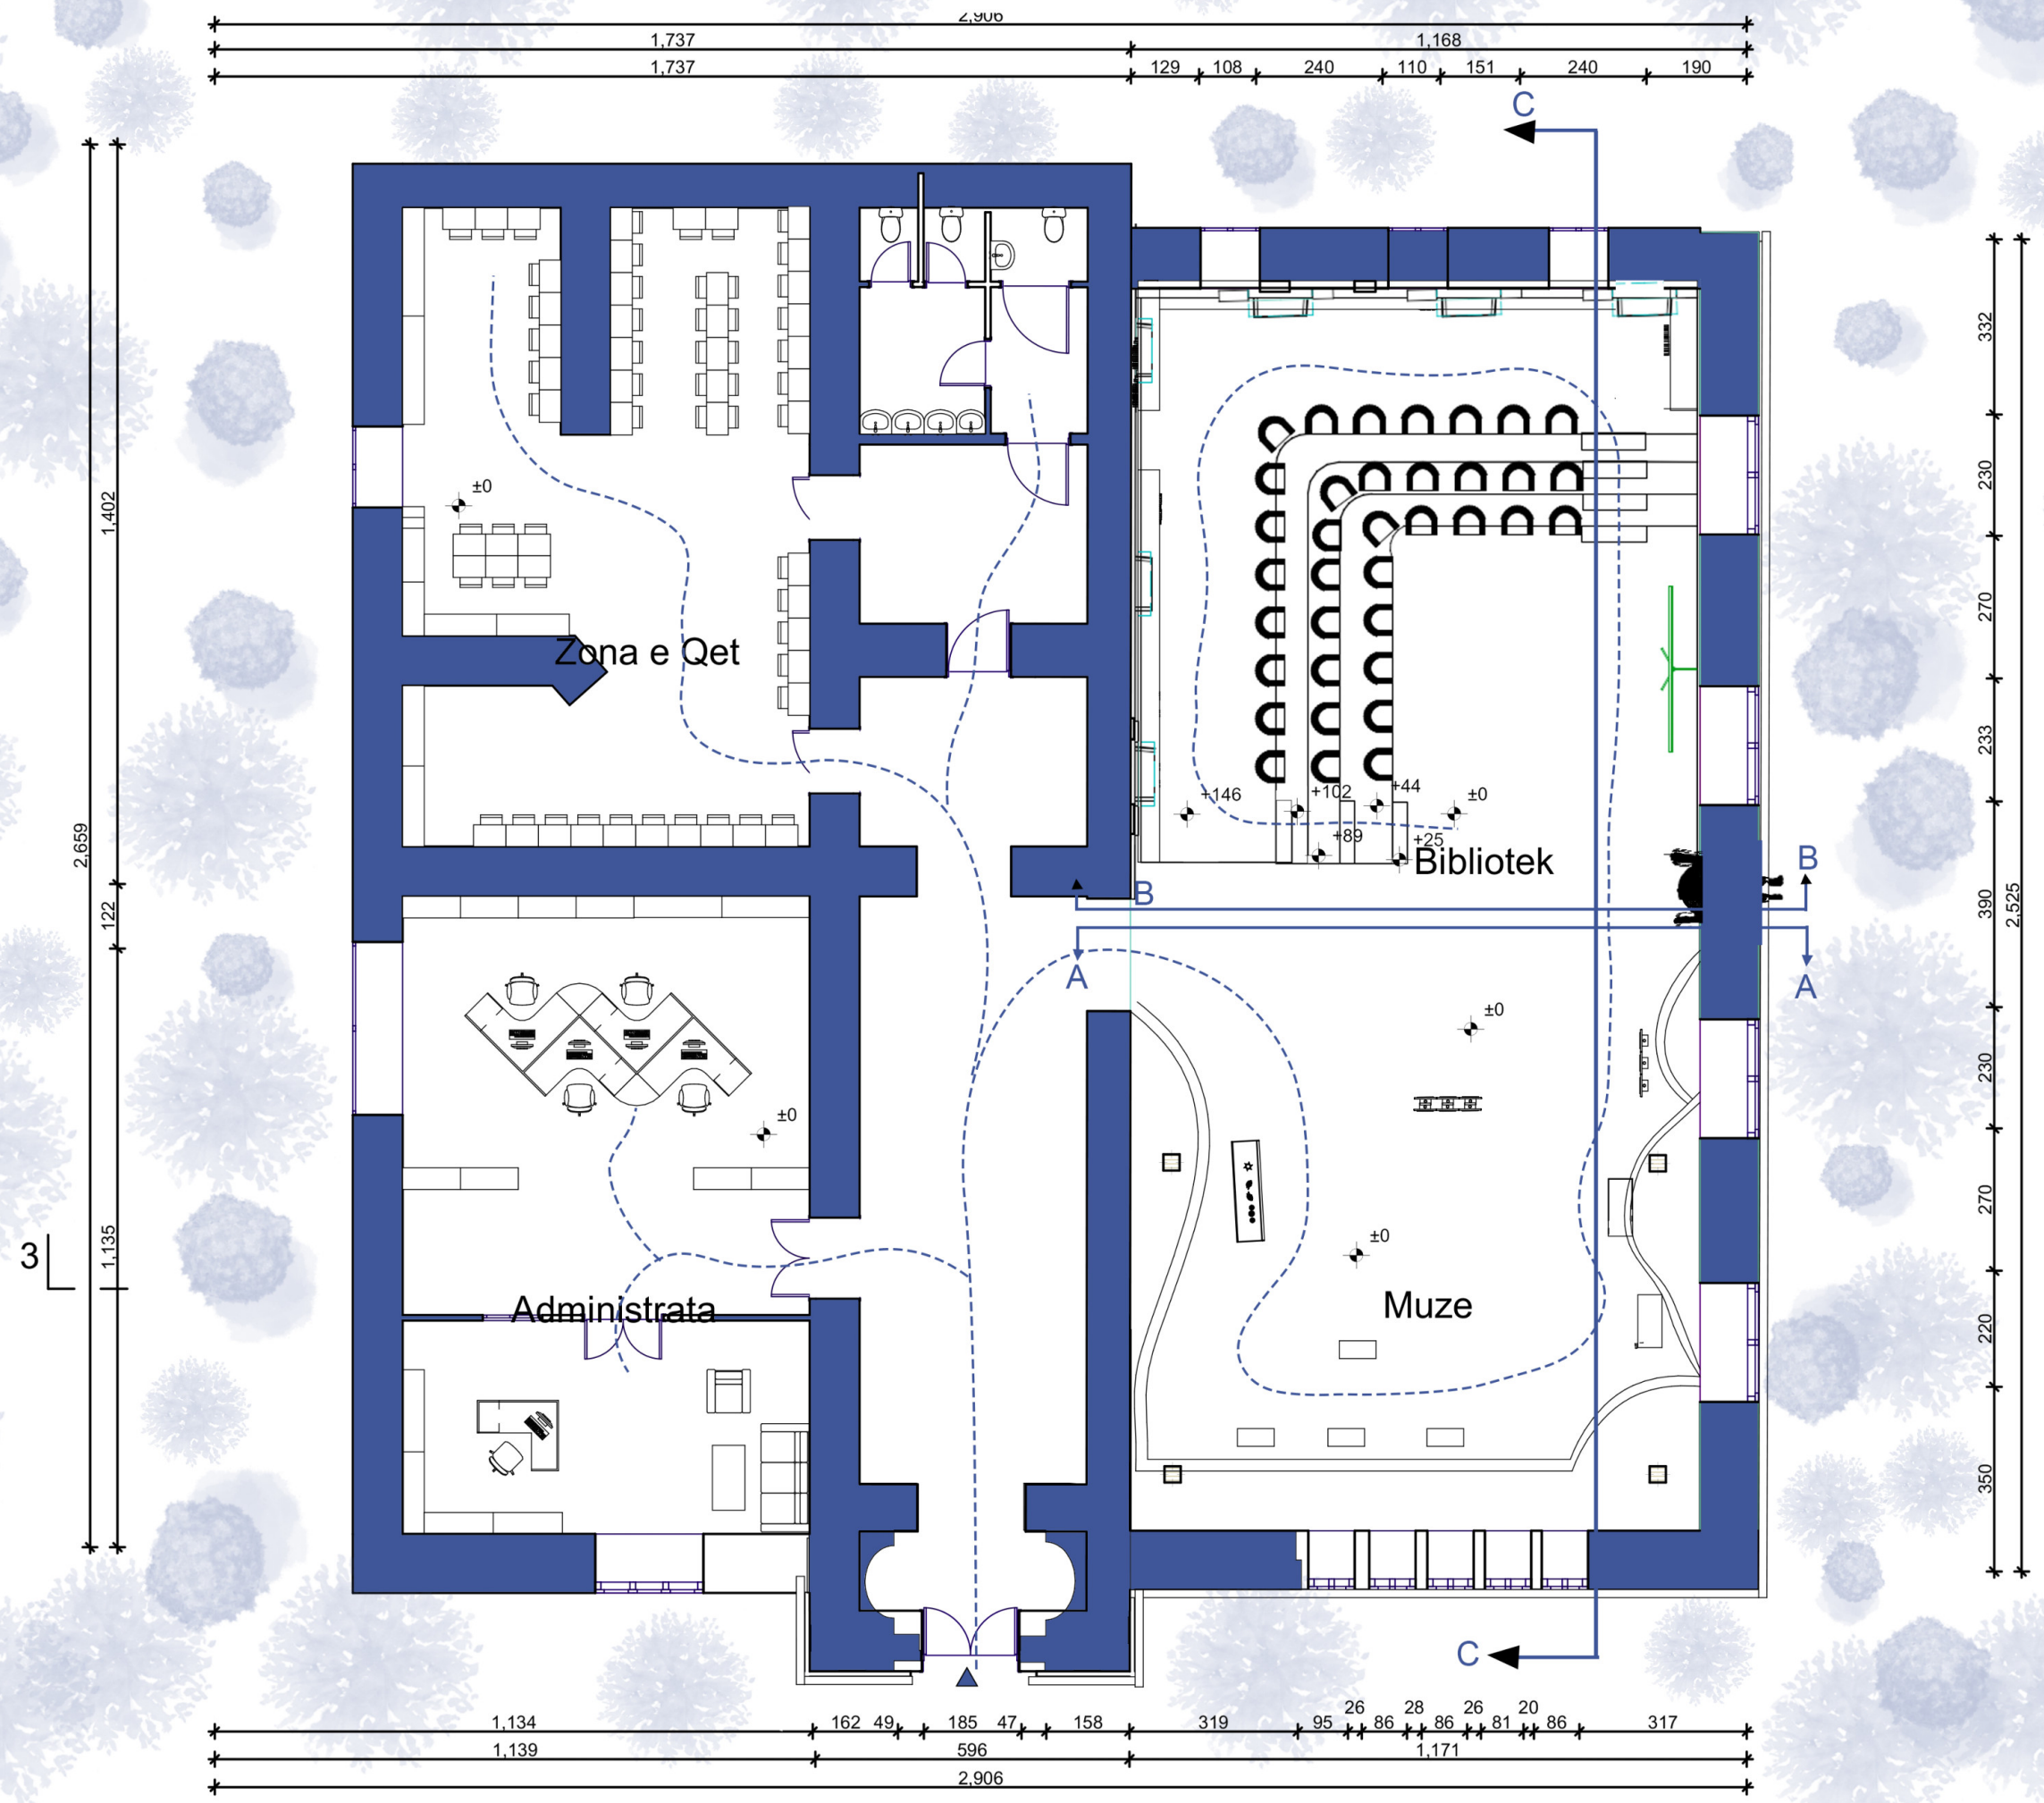 2,906
1,737 1,168
1,737 129 108 240 110 151 240 190
C
332
230
±0
1,402
270
Zona e Qet
233
+146 +102 +44 ±0
+89 +25
2,659
Bibliotek
B
B
122
390
2,525
A
A
±0
230
±0
270
1,135
3
±0
Administrata
Muze
220
350
C
26 28 26 20
1,134 162 49 185 47 158 319 95 86 86 81 86 317
1,139 596 1,171
2,906